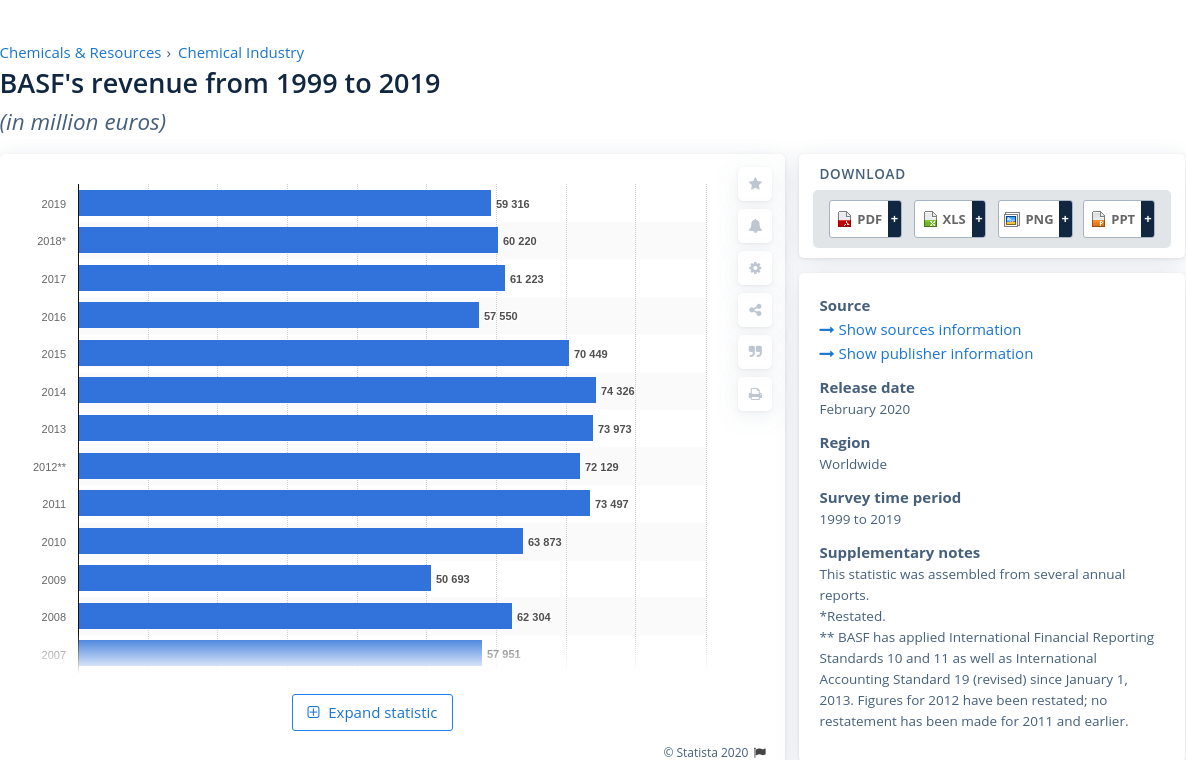 Chemicals & Resources › Chemical Industry
BASF's revenue from 1999 to 2019
(in million euros)
2019 59 316
2018* 60 220
2017 61 223
2016 57 550
2015 70 449
2014 74 326
2013 73 973
2012** 72 129
2011 73 497
2010 63 873
2009 50 693
2008 62 304
2007 57 951
Expand statistic
© Statista 2020
DOWNLOAD
PDF + XLS + PNG + PPT +
Source
Show sources information
Show publisher information
Release date
February 2020
Region
Worldwide
Survey time period
1999 to 2019
Supplementary notes
This statistic was assembled from several annual
reports.
*Restated.
** BASF has applied International Financial Reporting
Standards 10 and 11 as well as International
Accounting Standard 19 (revised) since January 1,
2013. Figures for 2012 have been restated; no
restatement has been made for 2011 and earlier.